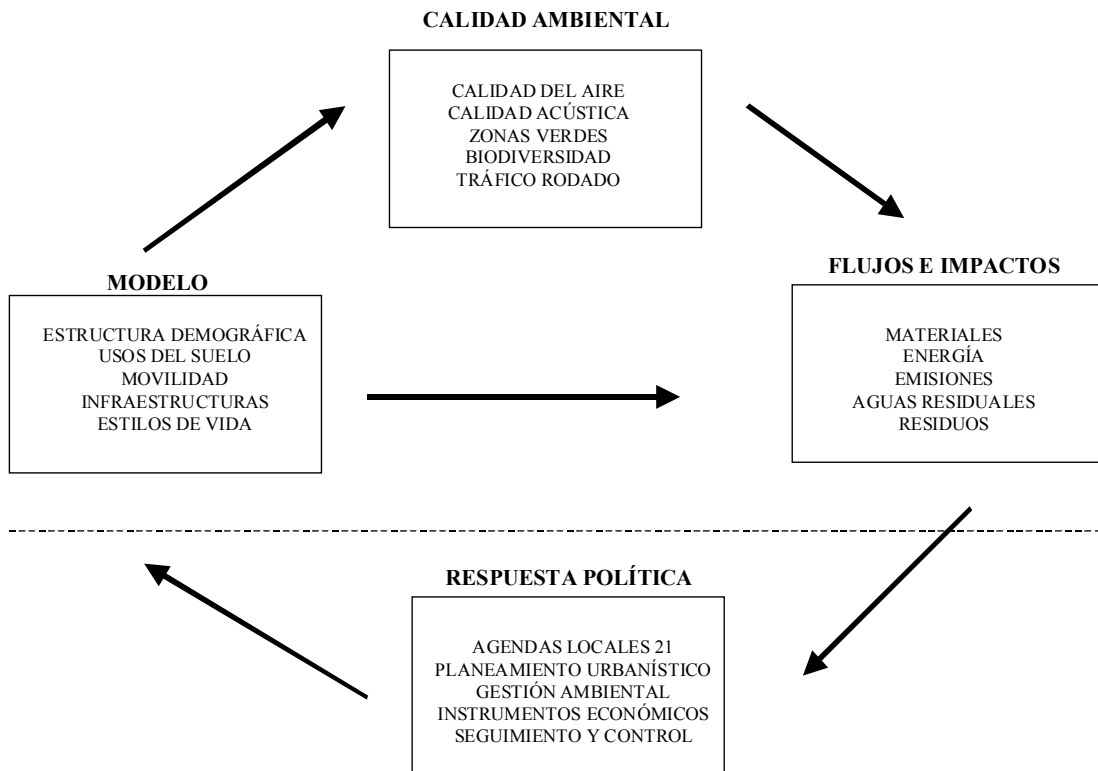 CALIDAD AMBIENTAL
CALIDAD DEL AIRE
CALIDAD ACÚSTICA
ZONAS VERDES
BIODIVERSIDAD
TRÁFICO RODADO
MODELO
ESTRUCTURA DEMOGRÁFICA
USOS DEL SUELO
MOVILIDAD
INFRAESTRUCTURAS
ESTILOS DE VIDA
FLUJOS E IMPACTOS
MATERIALES
ENERGÍA
EMISIONES
AGUAS RESIDUALES
RESIDUOS
RESPUESTA POLÍTICA
AGENDAS LOCALES 21
PLANEAMIENTO URBANÍSTICO
GESTIÓN AMBIENTAL
INSTRUMENTOS ECONÓMICOS
SEGUIMIENTO Y CONTROL